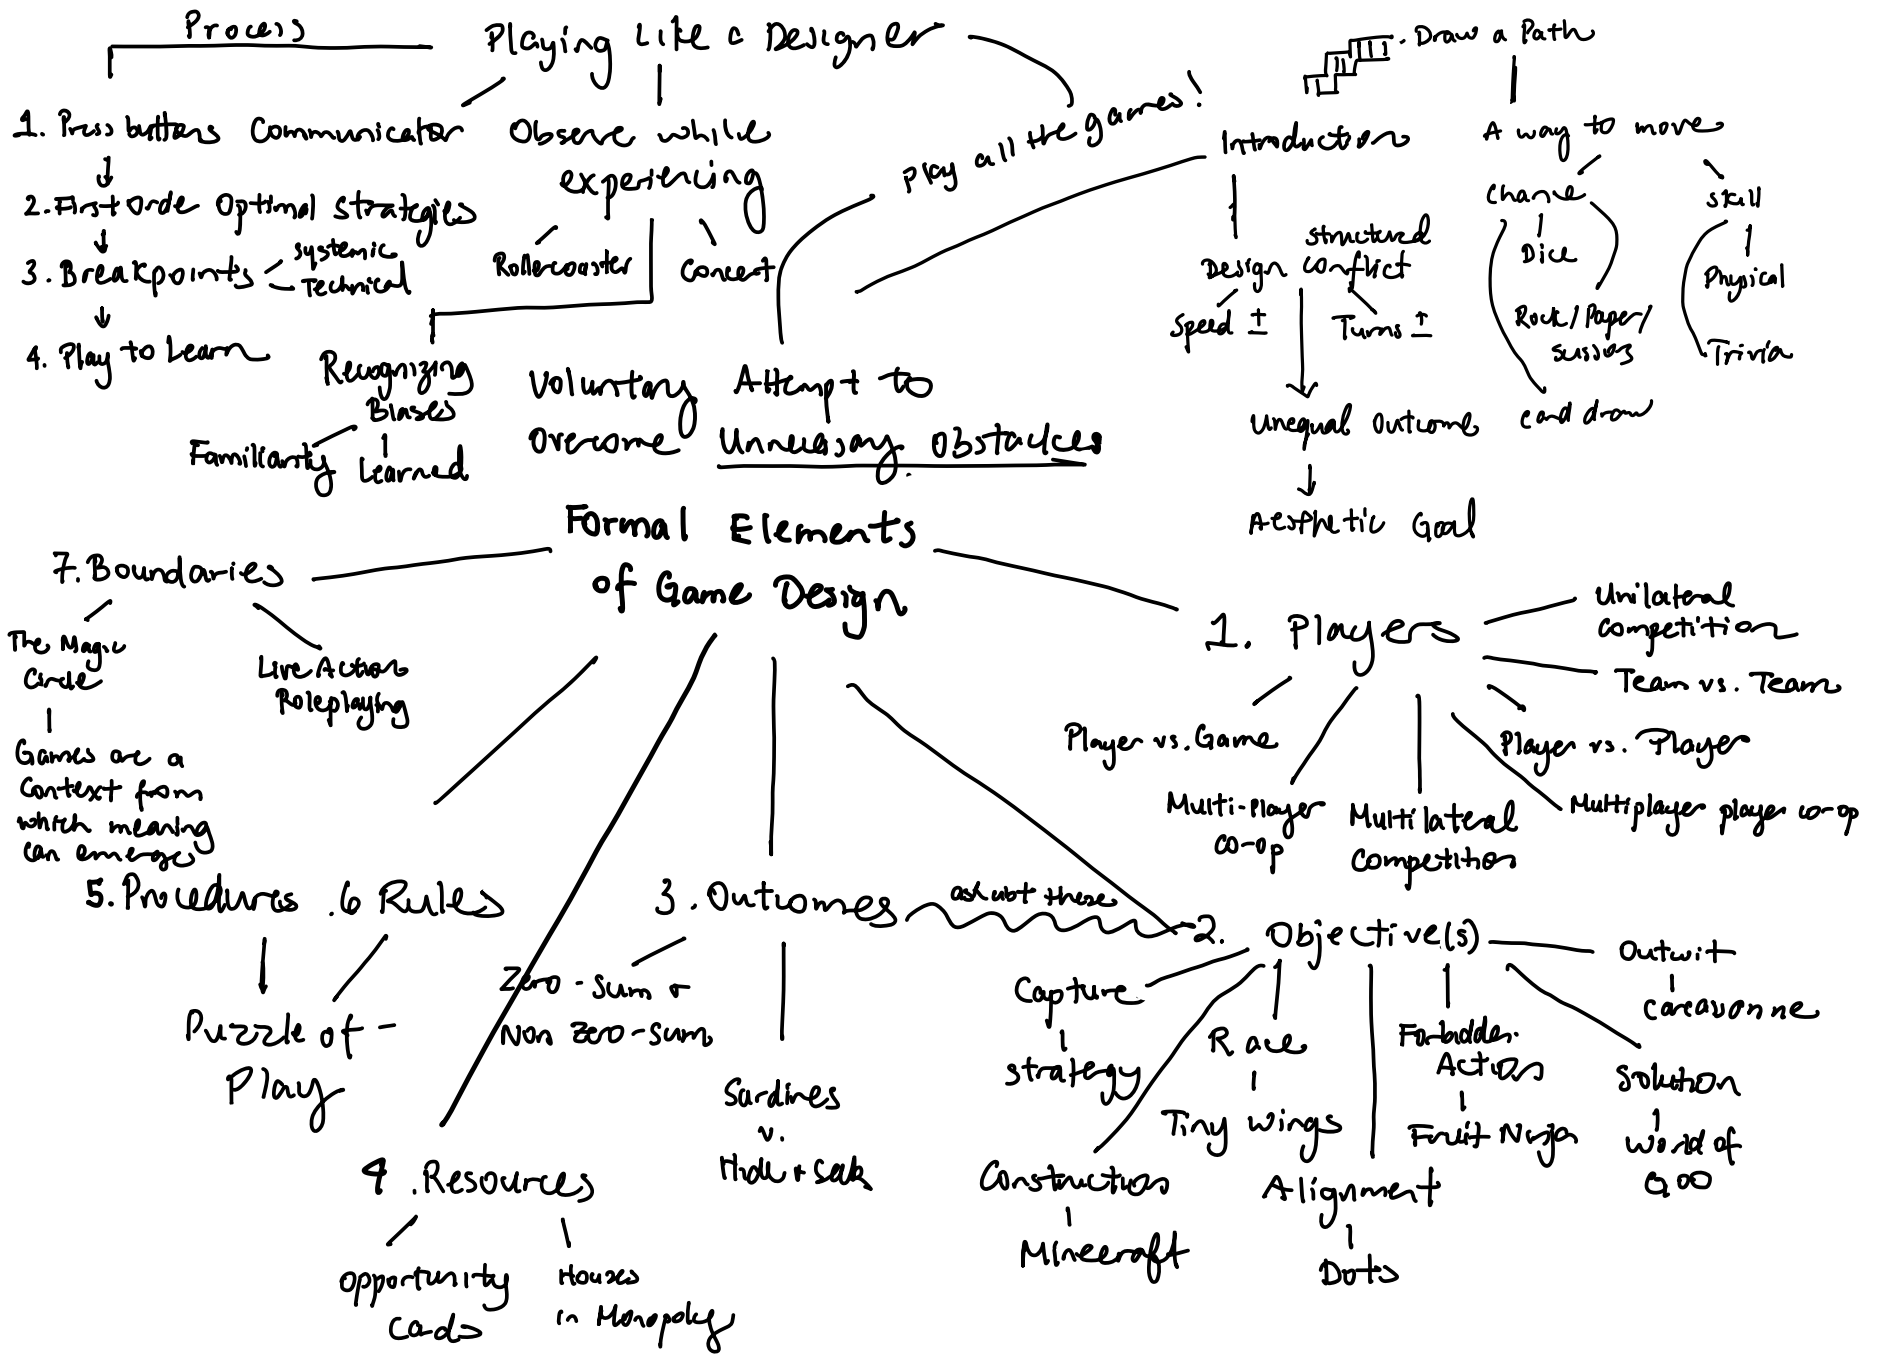 Process
Playing Like a Designer
1. Press buttons
2. First Order Optimal Strategies
3. Breakpoints
Systemic
Technical
4. Play to Learn
Communicator
Observe while
experiencing
Rollercoaster
Concert
Recognizing
Biases
Familiarity
Learned
Play all the games!
Voluntary Attempt to
Overcome Unnecessary Obstacles
Introduction
Design
structured
conflict
Speed ±
Turns ±
Unequal Outcome
Aesthetic Goal
Draw a Path
A way to move
Chance
Dice
Rock/Paper/
Scissors
card draw
Skill
Physical
Trivia
Formal Elements
of Game Design
7. Boundaries
The Magic
Circle
Games are a
Context from
which meaning
can emerge
Live Action
Roleplaying
1. Players
Unilateral
Competition
Team vs. Team
Player vs. Player
Multiplayer player co-op
Player vs. Game
Multi-Player
co-op
Multilateral
Competition
5. Procedures
.6 Rules
Puzzle of -
Play
3. Outcomes
Zero-sum +
Non Zero-sum
Sardines
v.
Hide + Seek
ask abt these
2. Objective(s)
Capture
strategy
Construction
Minecraft
Race
Tiny Wings
Alignment
Dots
Forbidden
Action
Fruit Ninja
Solution
World of
Goo
Outwit
4. Resources
Opportunity
Cards
Houses
in Monopoly